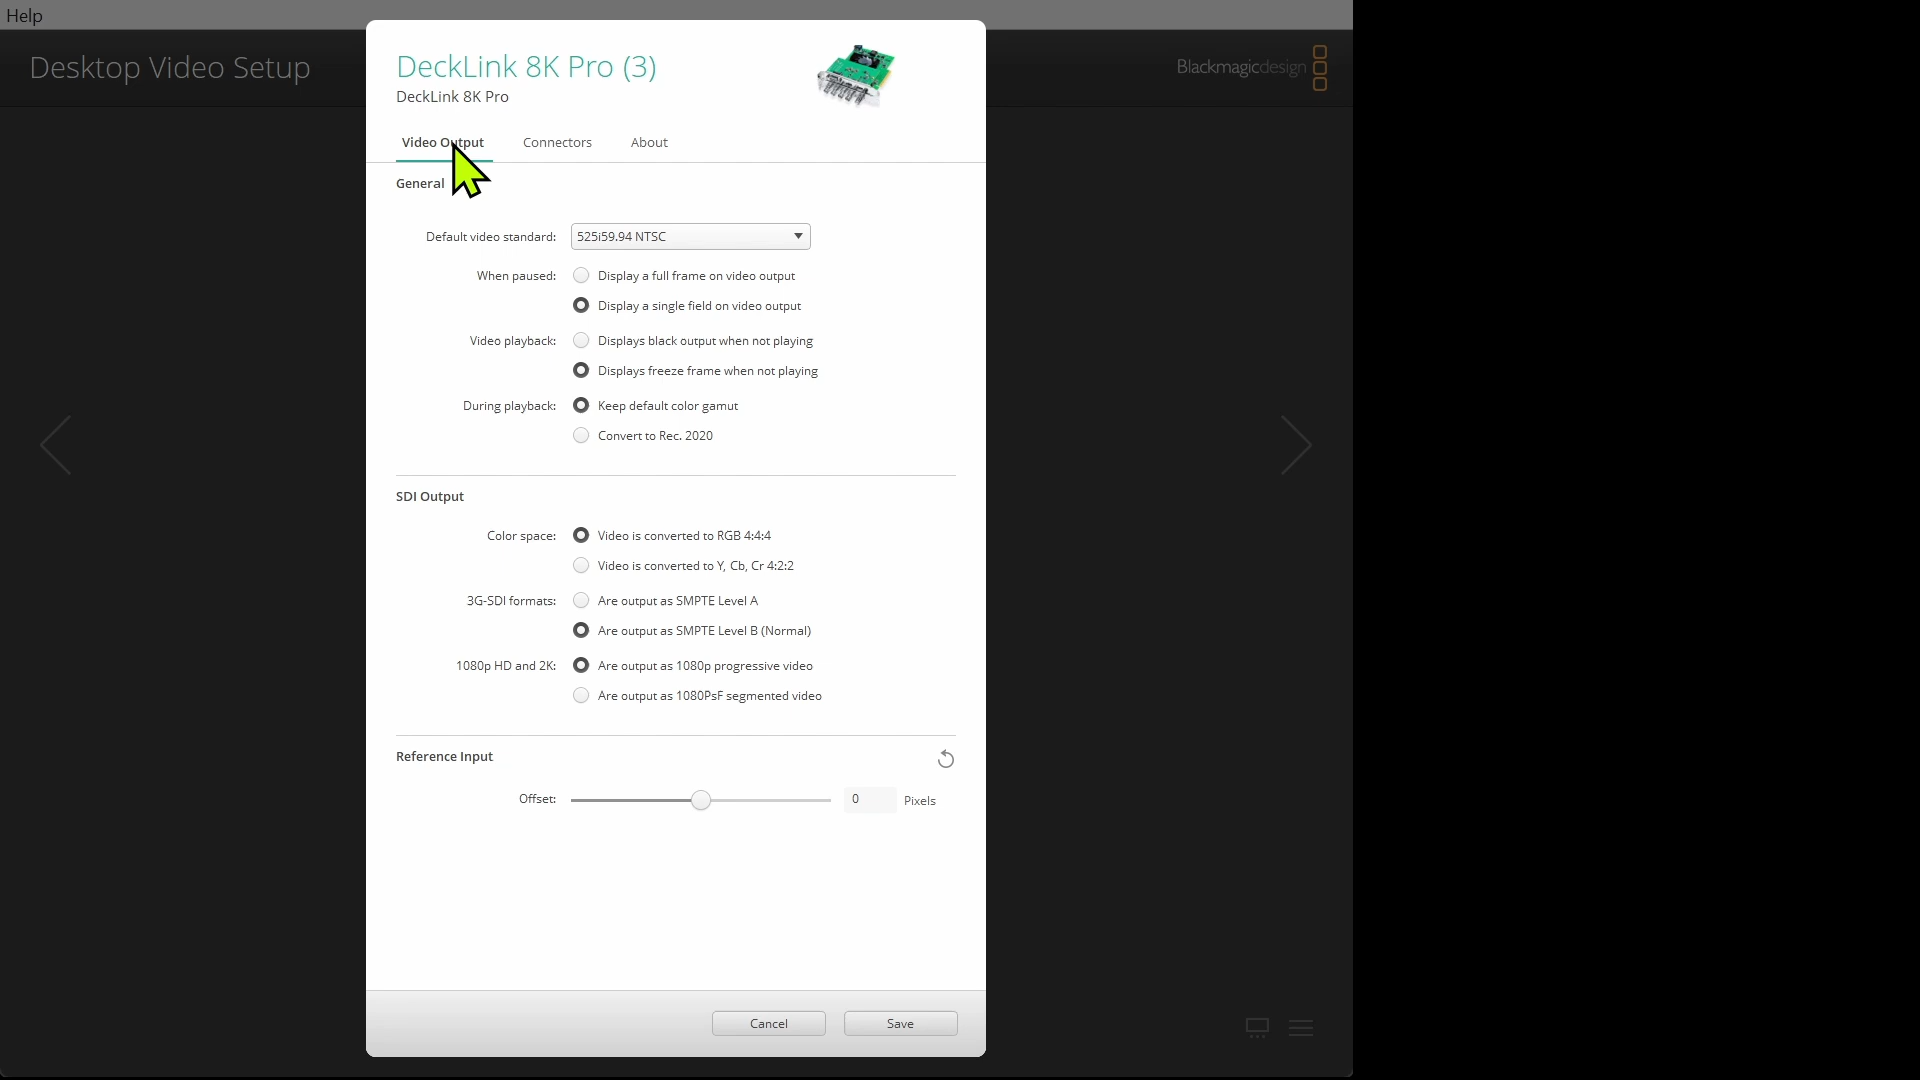 Help
Desktop Video Setup
Blackmagicdesign
DeckLink 8K Pro (3)
DeckLink 8K Pro
Video Output
Connectors
About
General
Default video standard: 525i59.94 NTSC
When paused: Display a full frame on video output
Display a single field on video output
Video playback: Displays black output when not playing
Displays freeze frame when not playing
During playback: Keep default color gamut
Convert to Rec. 2020
SDI Output
Color space: Video is converted to RGB 4:4:4
Video is converted to Y, Cb, Cr 4:2:2
3G-SDI formats: Are output as SMPTE Level A
Are output as SMPTE Level B (Normal)
1080p HD and 2K: Are output as 1080p progressive video
Are output as 1080PsF segmented video
Reference Input
Offset: 0 Pixels
Cancel
Save